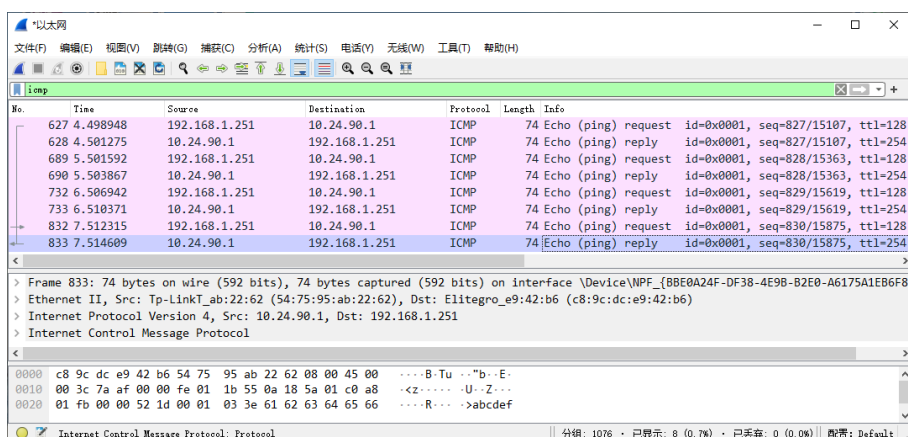 *以太网
文件(F) 编辑(E) 视图(V) 跳转(G) 捕获(C) 分析(A) 统计(S) 电话(Y) 无线(W) 工具(T) 帮助(H)
icmp
No. Time Source Destination Protocol Length Info
627 4.498948 192.168.1.251 10.24.90.1 ICMP 74 Echo (ping) request id=0x0001, seq=827/15107, ttl=128
628 4.501275 10.24.90.1 192.168.1.251 ICMP 74 Echo (ping) reply id=0x0001, seq=827/15107, ttl=254
689 5.501592 192.168.1.251 10.24.90.1 ICMP 74 Echo (ping) request id=0x0001, seq=828/15363, ttl=128
690 5.503867 10.24.90.1 192.168.1.251 ICMP 74 Echo (ping) reply id=0x0001, seq=828/15363, ttl=254
732 6.506942 192.168.1.251 10.24.90.1 ICMP 74 Echo (ping) request id=0x0001, seq=829/15619, ttl=128
733 6.510371 10.24.90.1 192.168.1.251 ICMP 74 Echo (ping) reply id=0x0001, seq=829/15619, ttl=254
832 7.512315 192.168.1.251 10.24.90.1 ICMP 74 Echo (ping) request id=0x0001, seq=830/15875, ttl=128
833 7.514609 10.24.90.1 192.168.1.251 ICMP 74 Echo (ping) reply id=0x0001, seq=830/15875, ttl=254
> Frame 833: 74 bytes on wire (592 bits), 74 bytes captured (592 bits) on interface \Device\NPF_{BBE0A24F-DF38-4E9B-B2E0-A6175A1EB6F8
> Ethernet II, Src: Tp-LinkT_ab:22:62 (54:75:95:ab:22:62), Dst: Elitegro_e9:42:b6 (c8:9c:dc:e9:42:b6)
> Internet Protocol Version 4, Src: 10.24.90.1, Dst: 192.168.1.251
> Internet Control Message Protocol
0000 c8 9c dc e9 42 b6 54 75 95 ab 22 62 08 00 45 00 ····B·Tu ··"b··E·
0010 00 3c 7a af 00 00 fe 01 1b 55 0a 18 5a 01 c0 a8 ·<z····· ·U··Z···
0020 01 fb 00 00 52 1d 00 01 03 3e 61 62 63 64 65 66 ····R··· ·>abcdef
Internet Control Message Protocol: Protocol 分组: 1076 · 已显示: 8 (0.7%) · 已丢弃: 0 (0.0%) 配置: Default